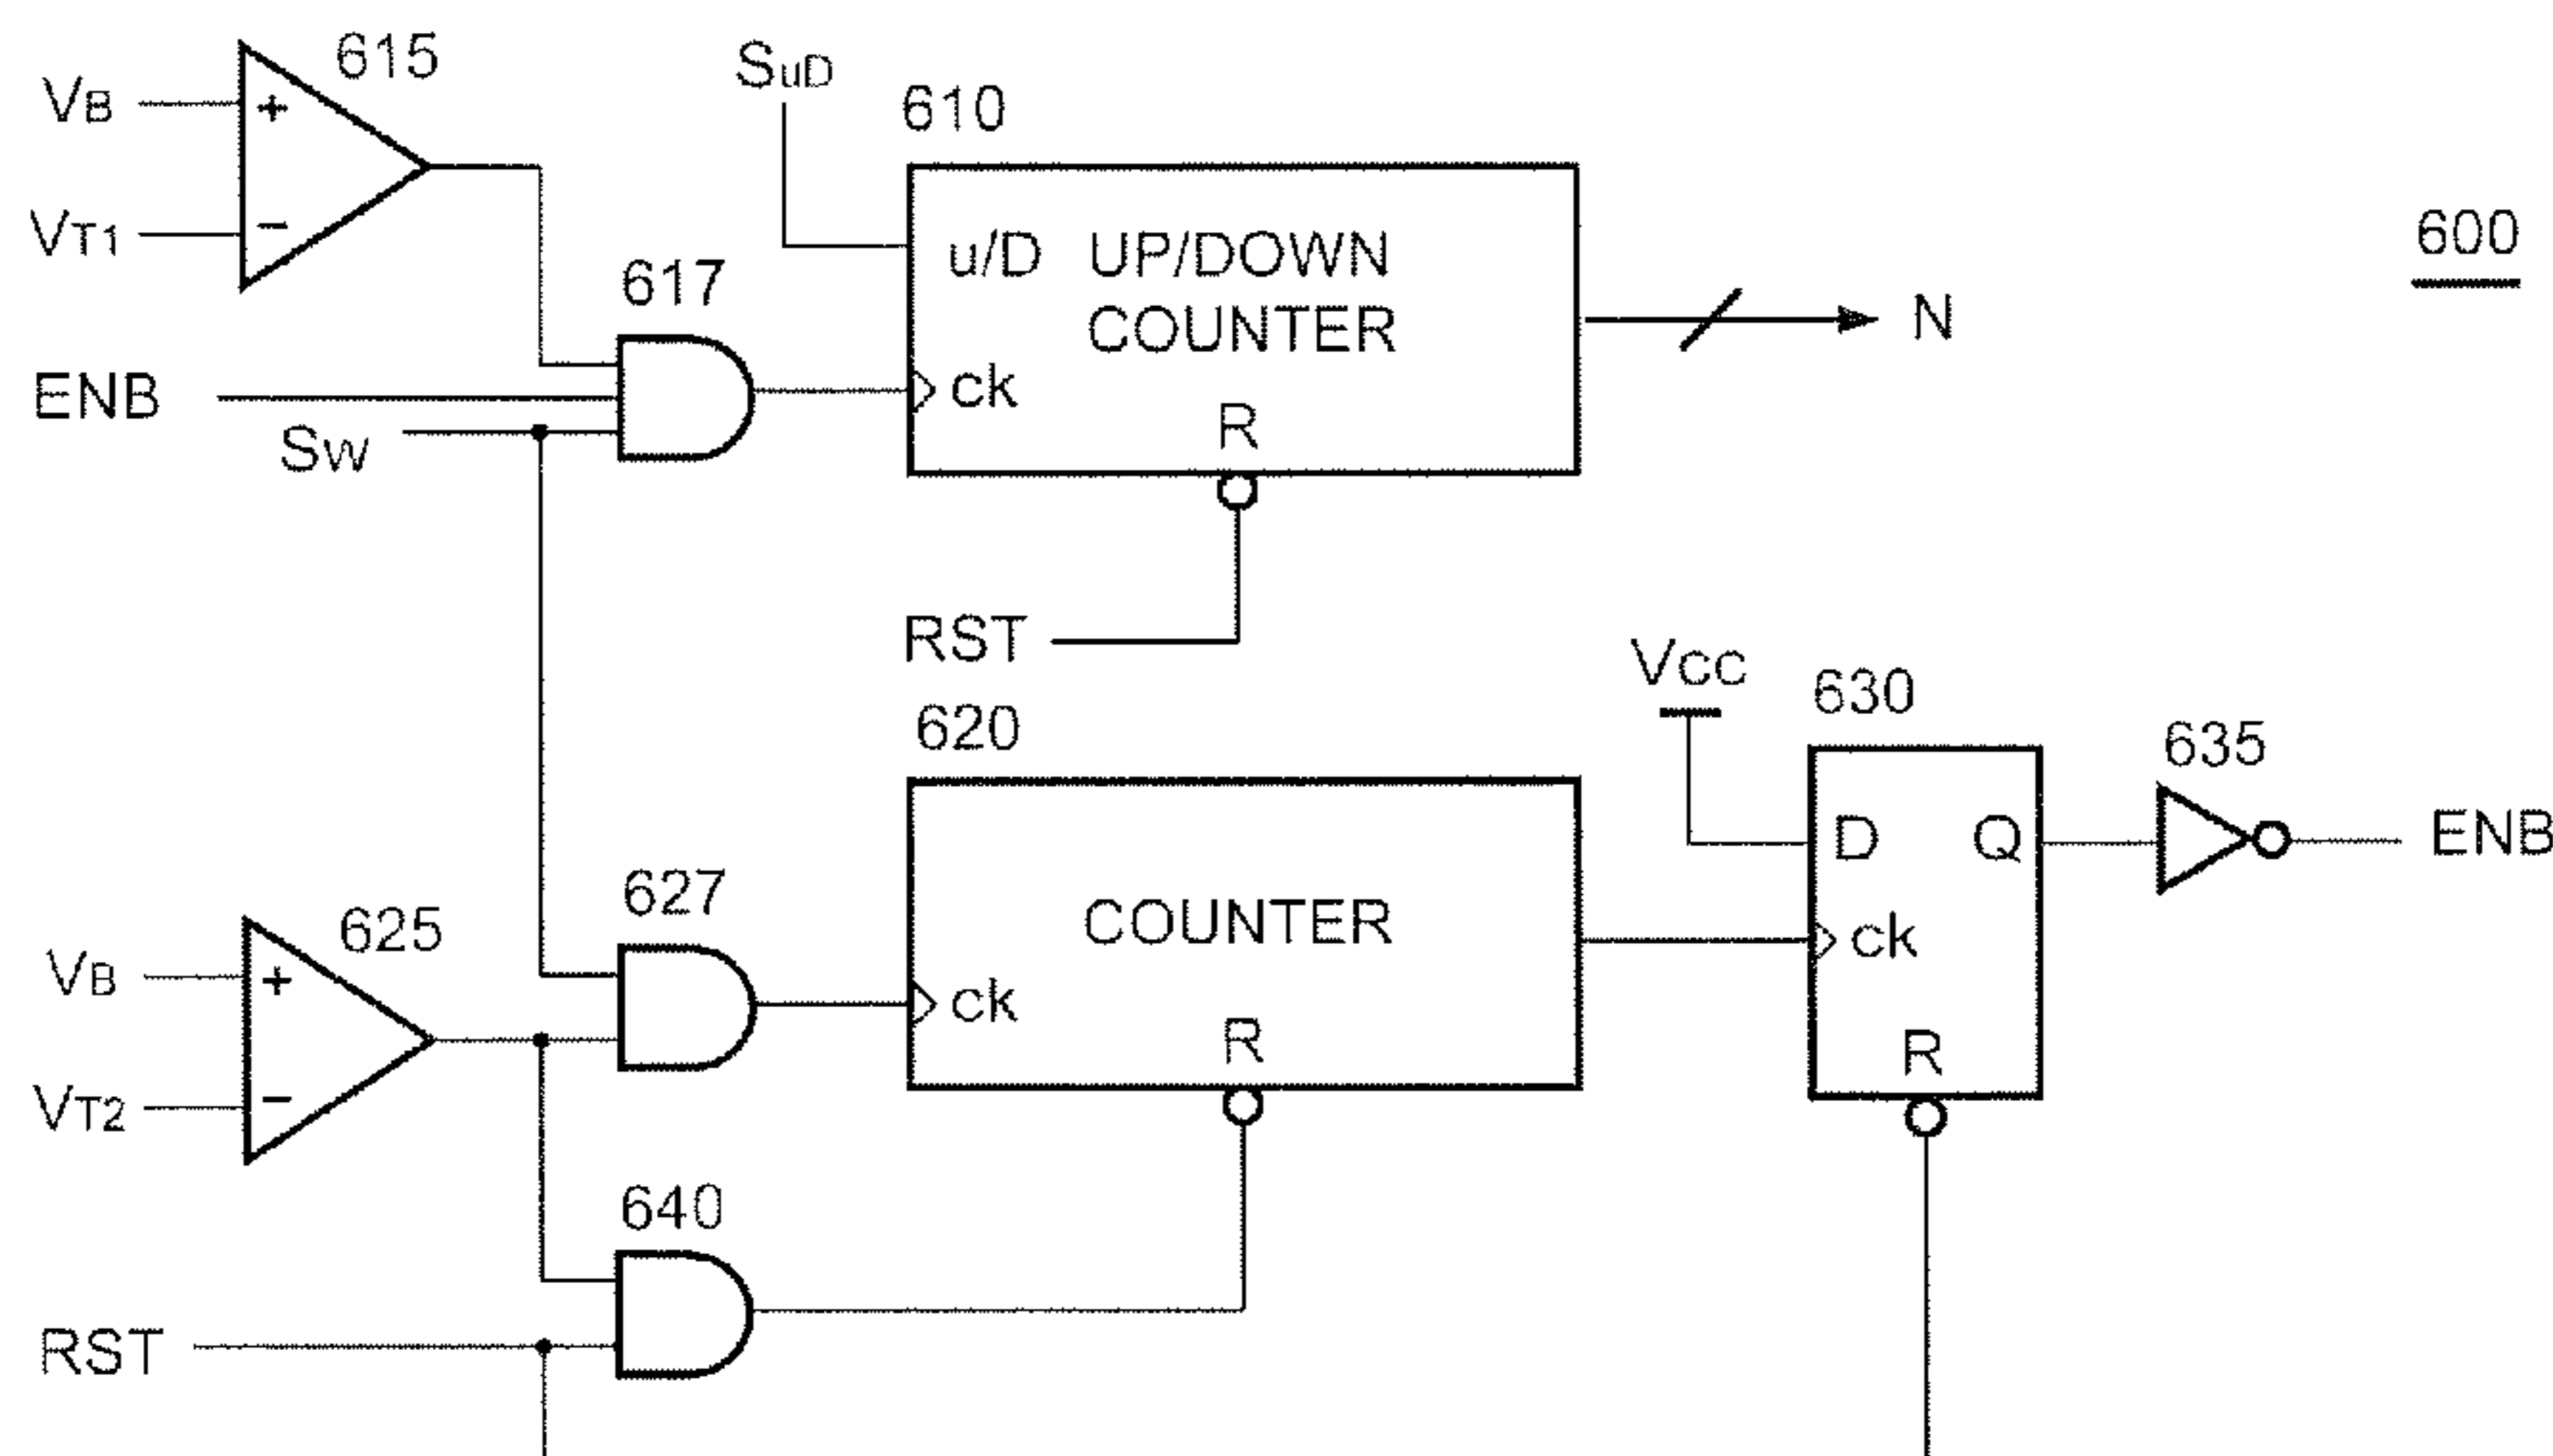 615
SuD
VB
+
610
VT1
−
u/D UP/DOWN
COUNTER
600
617
N
ENB
ck
SW
R
RST
VCC
630
620
635
D Q
ENB
627
COUNTER
625
ck
VB
+
ck
R
R
VT2
−
640
RST